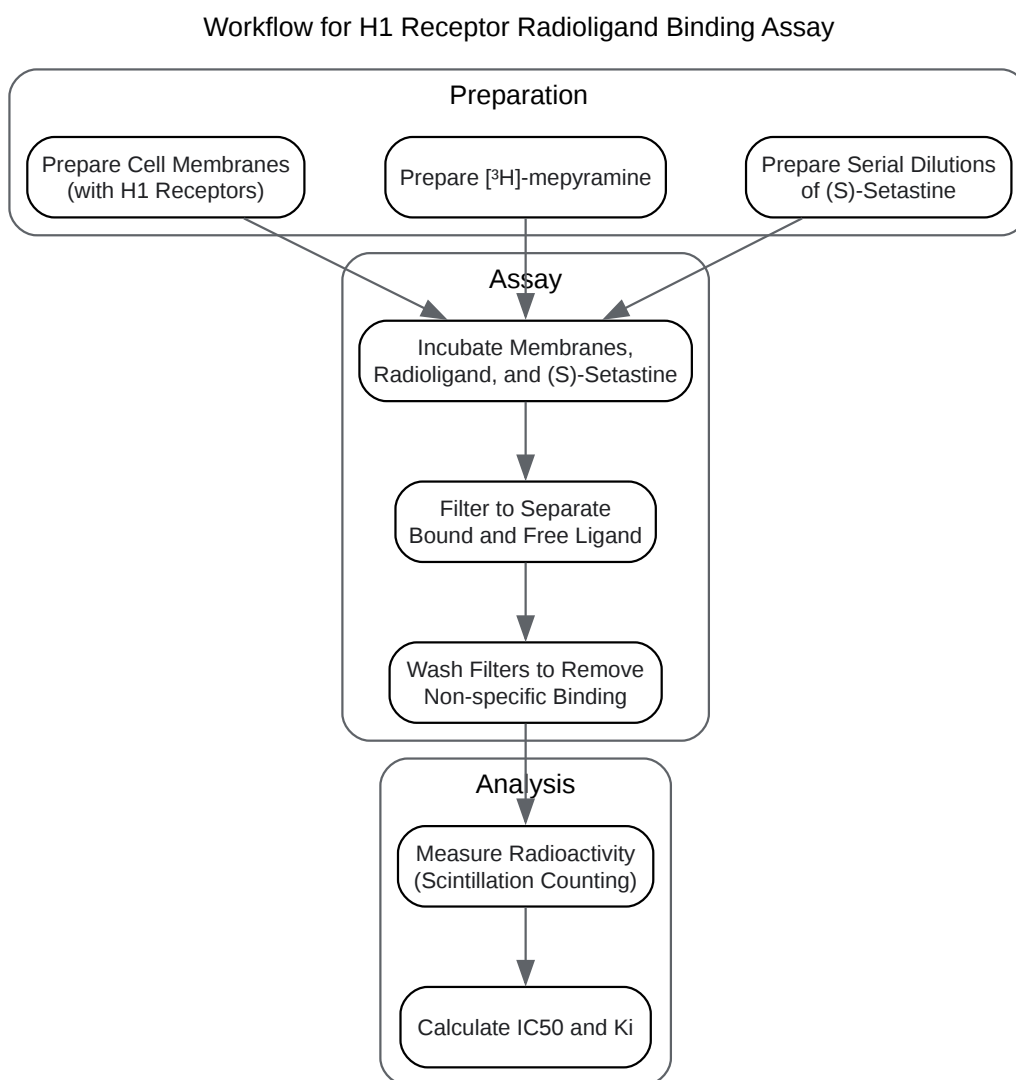 Workflow for H1 Receptor Radioligand Binding Assay
Preparation
Prepare Cell Membranes
(with H1 Receptors)
Prepare [³H]-mepyramine
Prepare Serial Dilutions
of (S)-Setastine
Assay
Incubate Membranes,
Radioligand, and (S)-Setastine
Filter to Separate
Bound and Free Ligand
Wash Filters to Remove
Non-specific Binding
Analysis
Measure Radioactivity
(Scintillation Counting)
Calculate IC50 and Ki